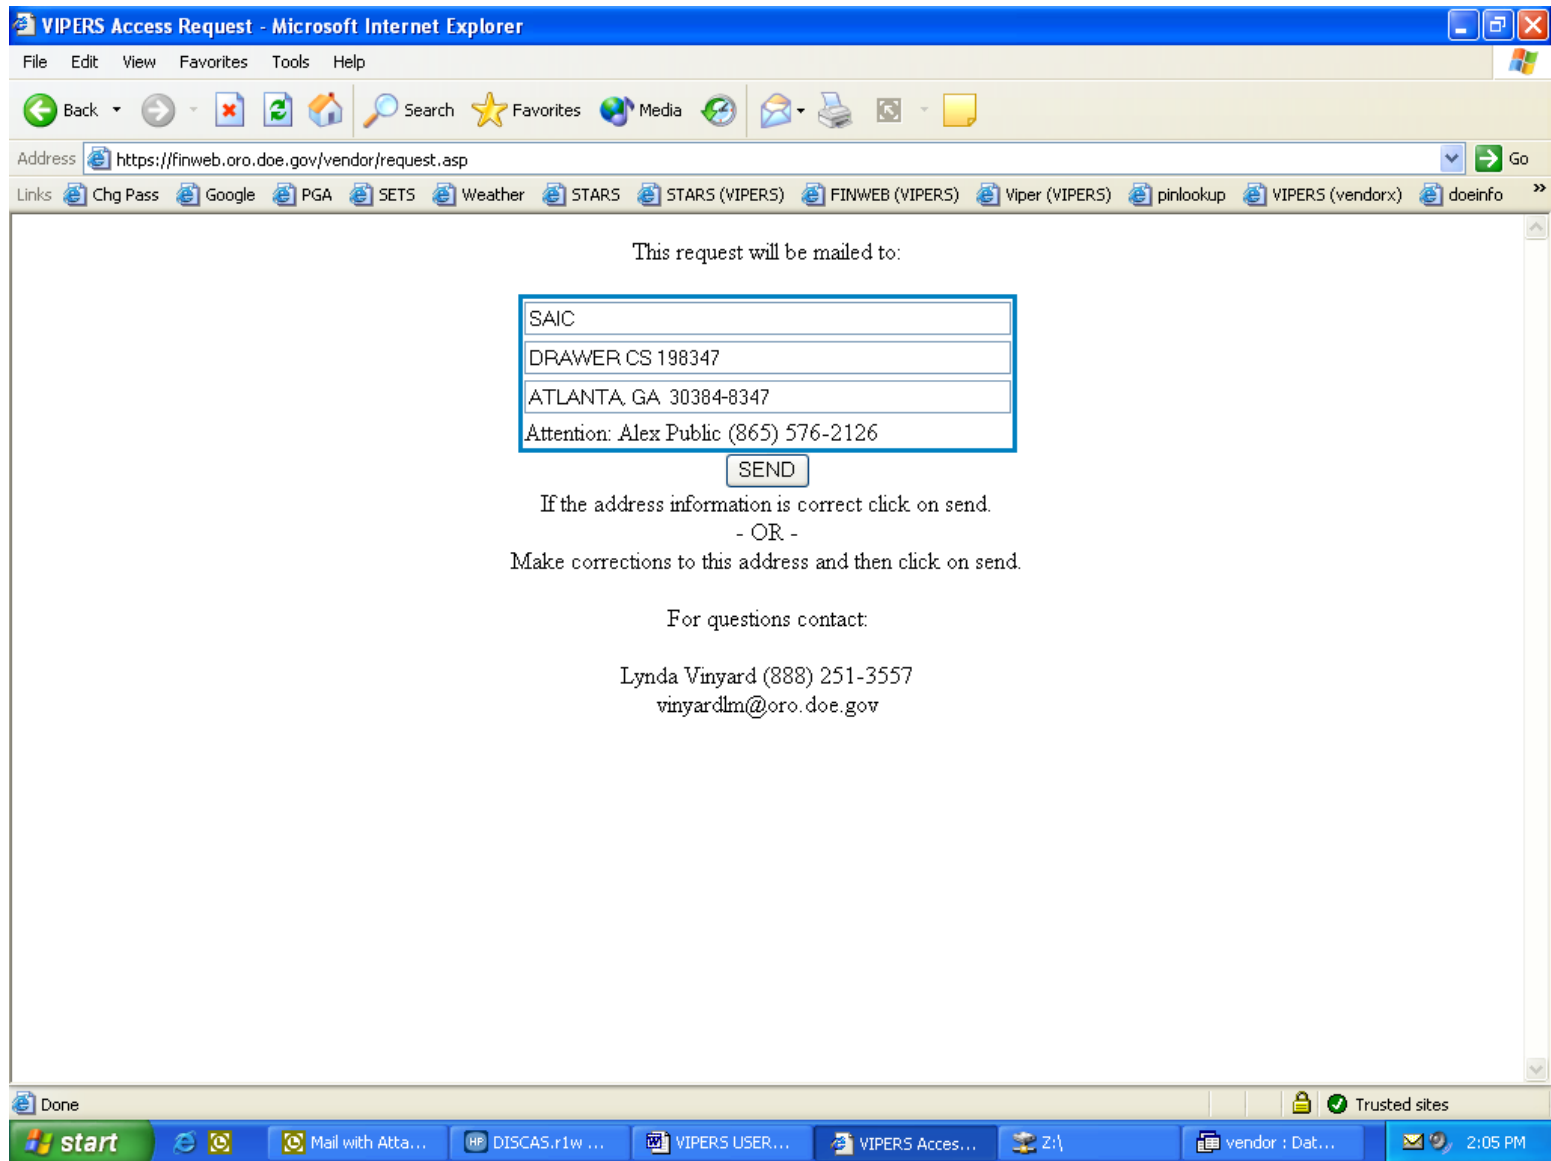 VIPERS Access Request - Microsoft Internet Explorer
File Edit View Favorites Tools Help
Back Search Favorites Media
Address https://finweb.oro.doe.gov/vendor/request.asp Go
Links Chg Pass Google PGA SETS Weather STARS STARS (VIPERS) FINWEB (VIPERS) Viper (VIPERS) pinlookup VIPERS (vendorx) doeinfo »
This request will be mailed to:
SAIC
DRAWER CS 198347
ATLANTA, GA 30384-8347
Attention: Alex Public (865) 576-2126
SEND
If the address information is correct click on send.
- OR -
Make corrections to this address and then click on send.
For questions contact:
Lynda Vinyard (888) 251-3557
vinyardlm@oro.doe.gov
Done Trusted sites
start Mail with Atta... HP DISCAS.r1w ... VIPERS USER... VIPERS Acces... Z:\ vendor : Dat... 2:05 PM